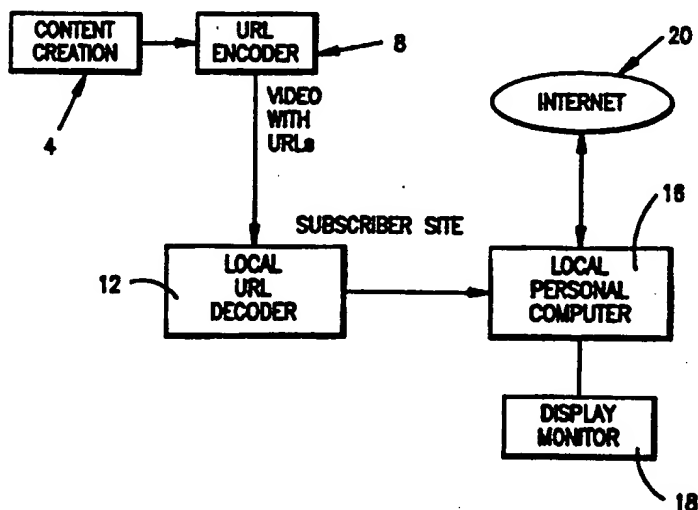 CONTENT
CREATION
URL
ENCODER
8
20
INTERNET
4
VIDEO
WITH
URLs
SUBSCRIBER SITE
16
12
LOCAL
URL
DECODER
LOCAL
PERSONAL
COMPUTER
DISPLAY
MONITOR
18